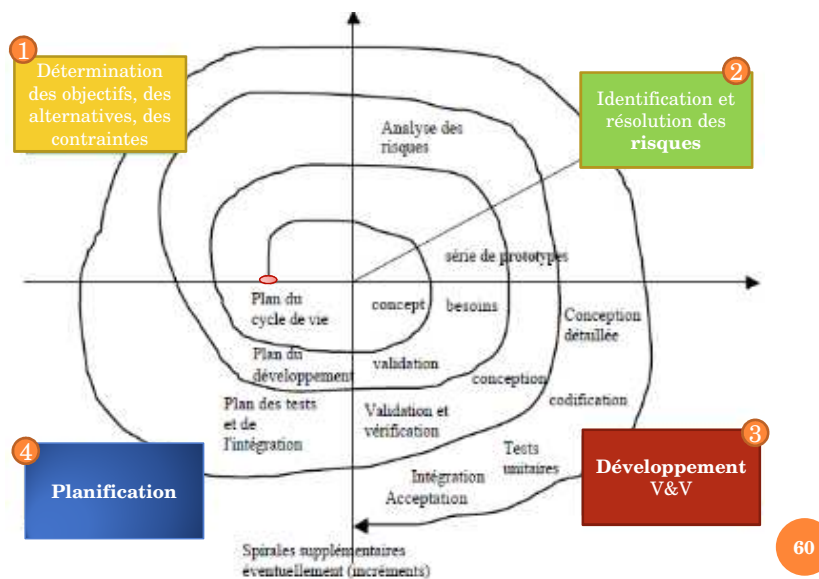 1
Détermination
des objectifs, des
alternatives, des
contraintes
2
Identification et
résolution des
risques
Analyse des
risques
série de prototypes
Plan du
cycle de vie
concept
besoins
Conception
détaillée
Plan du
développement
validation
conception
codification
Plan des tests
et de
l'intégration
Validation et
vérification
Tests
unitaires
Intégration
Acceptation
3
Développement
V&V
4
Planification
Spirales supplémentaires
éventuellement (incréments)
60